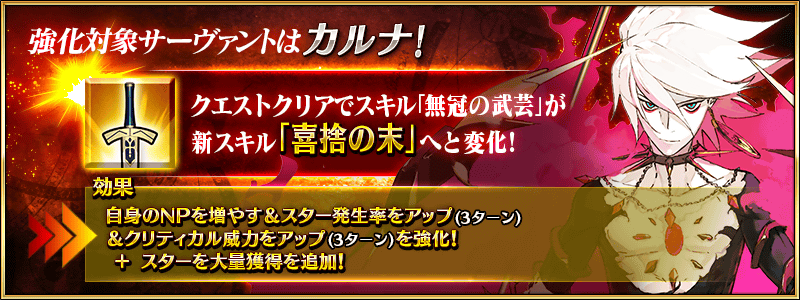 強化対象サーヴァントはカルナ!
クエストクリアでスキル「無冠の武芸」が
新スキル「喜捨の末」へと変化!
効果
自身のNPを増やす&スター発生率をアップ(3ターン)
&クリティカル威力をアップ(3ターン)を強化!
+ スターを大量獲得を追加!